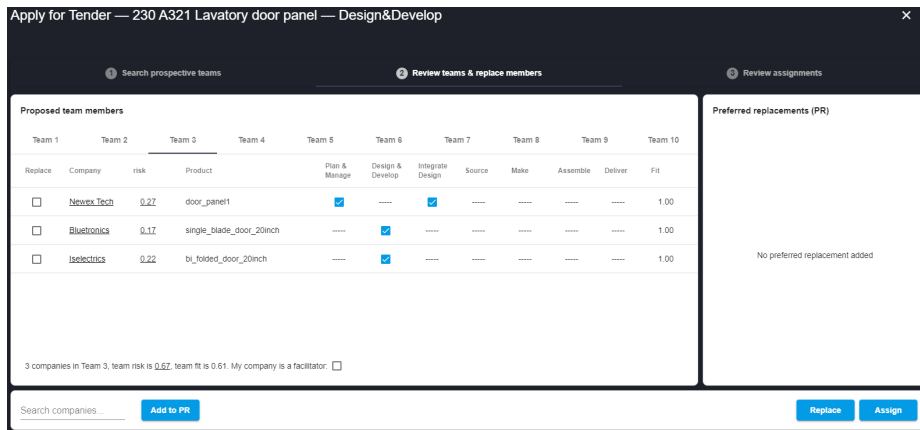 Apply for Tender — 230 A321 Lavatory door panel — Design&Develop ×
1 Search prospective teams 2 Review teams & replace members 3 Review assignments
Proposed team members
Team 1 Team 2 Team 3 Team 4 Team 5 Team 6 Team 7 Team 8 Team 9 Team 10
Replace Company risk Product Plan & Manage Design & Develop Integrate Design Source Make Assemble Deliver Fit
Newex Tech 0.27 door_panel1 ----- ----- ----- ----- ----- 1.00
Bluetronics 0.17 single_blade_door_20inch ----- ----- ----- ----- ----- ----- 1.00
Iselectrics 0.22 bi_folded_door_20inch ----- ----- ----- ----- ----- ----- 1.00
3 companies in Team 3, team risk is 0.67, team fit is 0.61. My company is a facilitator:
Preferred replacements (PR)
No preferred replacement added
Search companies... Add to PR Replace Assign